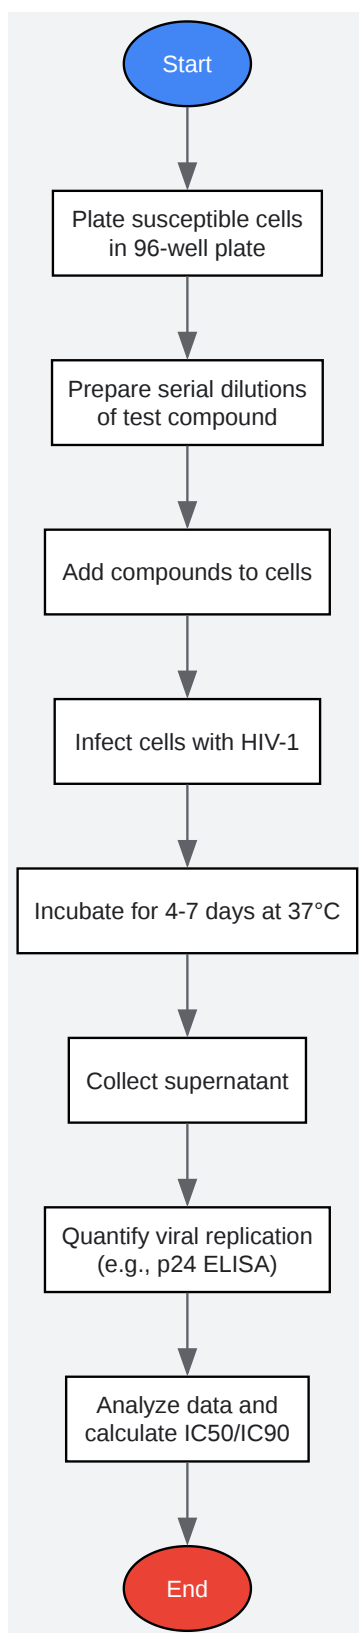 Start
Plate susceptible cells
in 96-well plate
Prepare serial dilutions
of test compound
Add compounds to cells
Infect cells with HIV-1
Incubate for 4-7 days at 37°C
Collect supernatant
Quantify viral replication
(e.g., p24 ELISA)
Analyze data and
calculate IC50/IC90
End